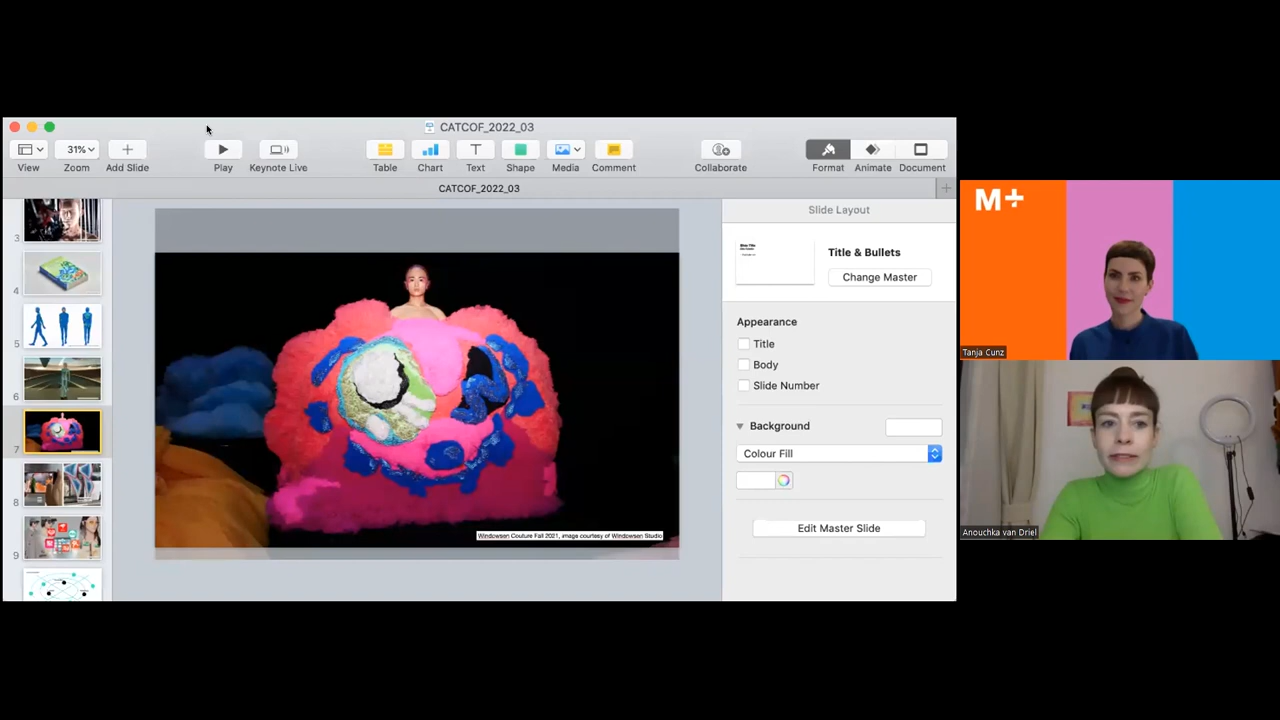 CATCOF_2022_03
31%
View
Zoom
Add Slide
Play
Keynote Live
Table
Chart
Text
Shape
Media
Comment
Collaborate
Format
Animate
Document
CATCOF_2022_03
3
4
5
6
7
8
9
Windowsen Couture Fall 2021, image courtesy of Windowsen Studio
Slide Layout
Title & Bullets
Change Master
Appearance
Title
Body
Slide Number
Background
Colour Fill
Edit Master Slide
M+
Tanja Cunz
Anouchka van Driel